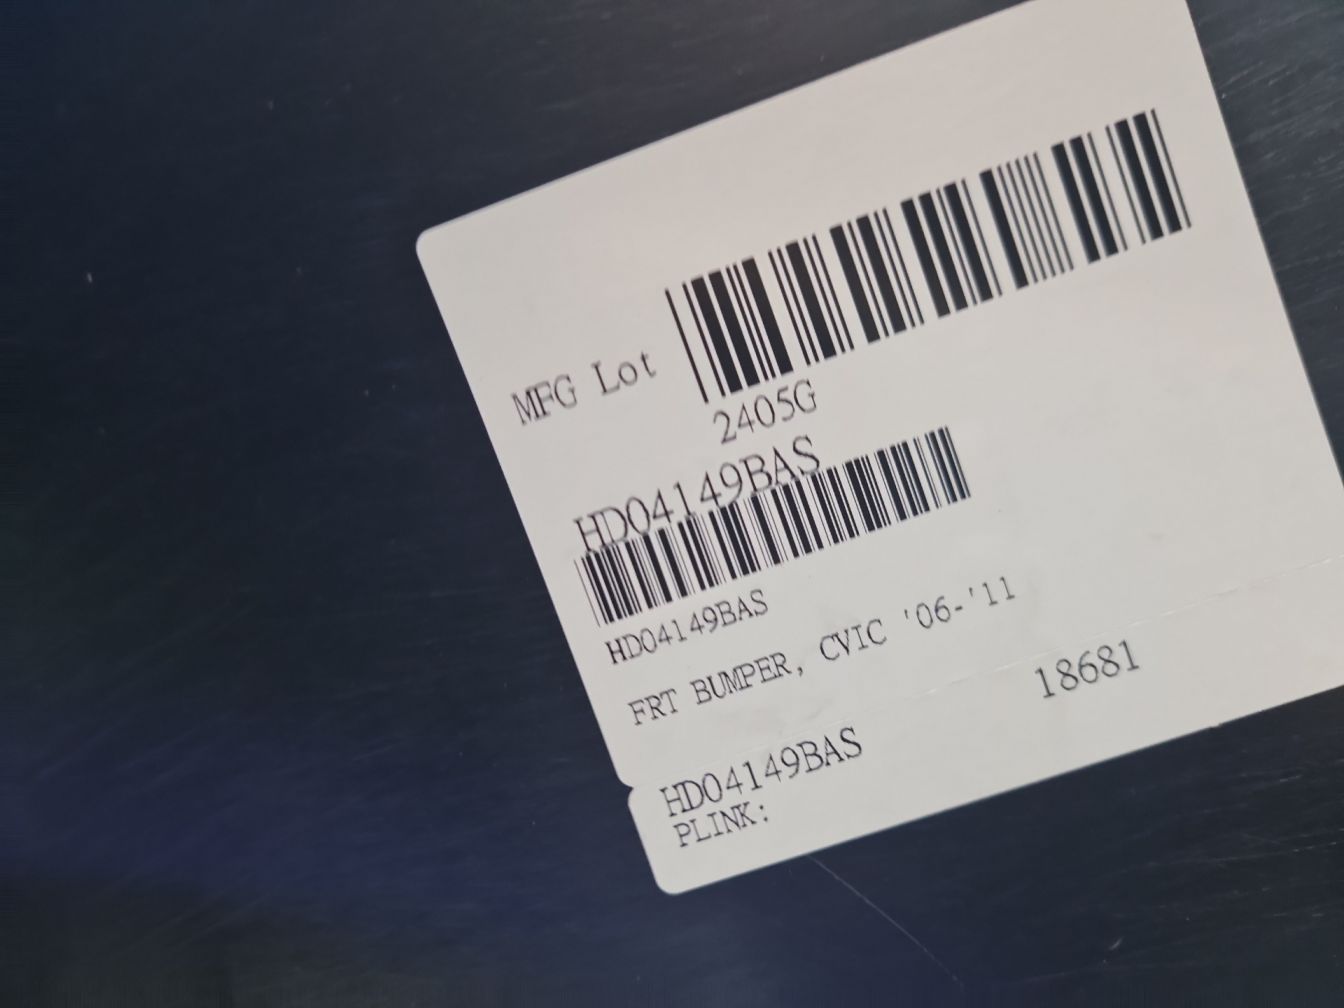 MFG Lot
2405G
HD04149BAS
HD04149BAS
FRT BUMPER, CVIC '06-'11
18681
HD04149BAS
PLINK: